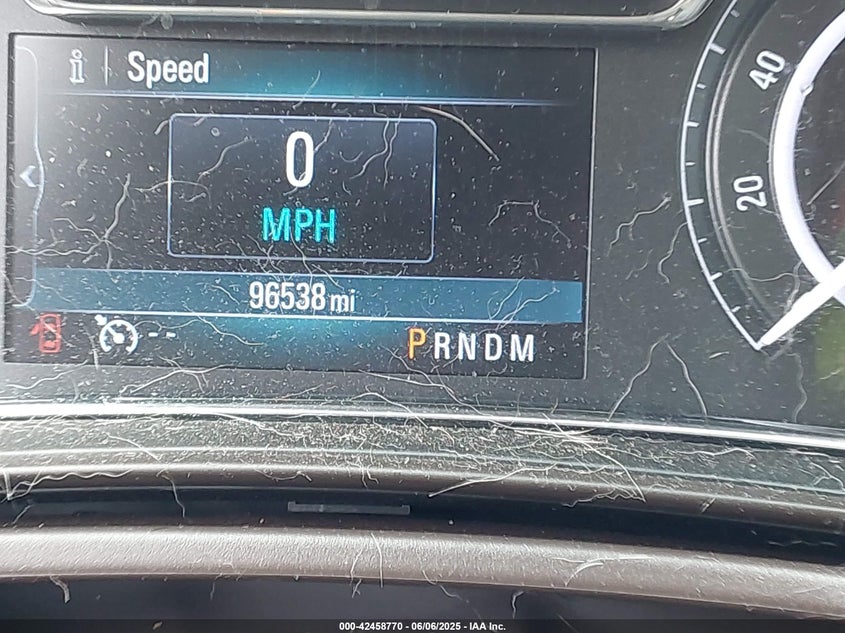 i Speed
0
MPH
96538 mi
--
PRNDM
40
20
000-42458770 - 06/06/2025 - IAA Inc.